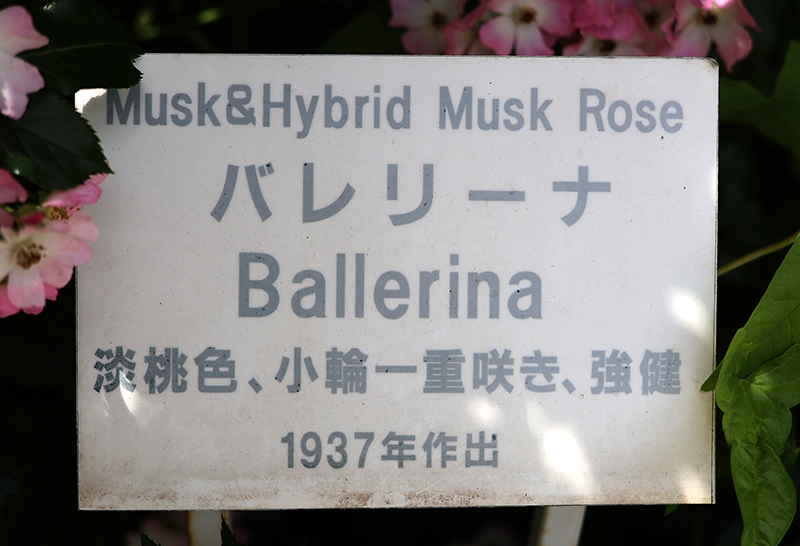 Musk&Hybrid Musk Rose
バレリーナ
Ballerina
淡桃色、小輪一重咲き、強健
1937年作出